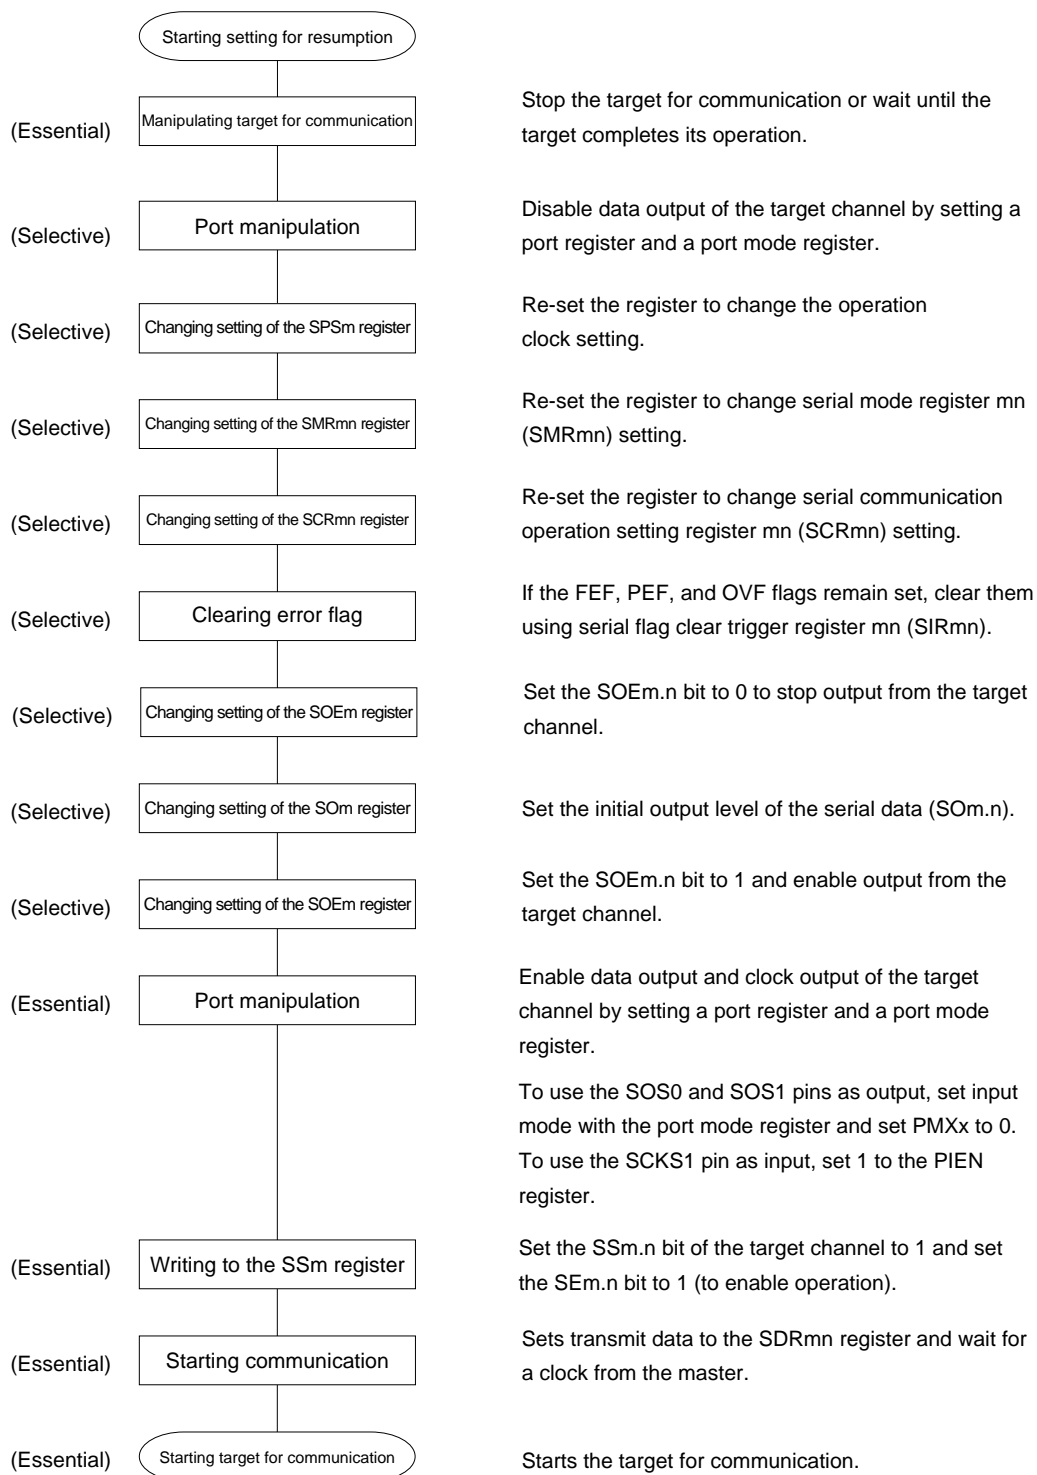 Starting setting for resumption
(Essential)
Manipulating target for communication
Stop the target for communication or wait until the
target completes its operation.
(Selective)
Port manipulation
Disable data output of the target channel by setting a
port register and a port mode register.
(Selective)
Changing setting of the SPSm register
Re-set the register to change the operation
clock setting.
(Selective)
Changing setting of the SMRmn register
Re-set the register to change serial mode register mn
(SMRmn) setting.
(Selective)
Changing setting of the SCRmn register
Re-set the register to change serial communication
operation setting register mn (SCRmn) setting.
(Selective)
Clearing error flag
If the FEF, PEF, and OVF flags remain set, clear them
using serial flag clear trigger register mn (SIRmn).
(Selective)
Changing setting of the SOEm register
Set the SOEm.n bit to 0 to stop output from the target
channel.
(Selective)
Changing setting of the SOm register
Set the initial output level of the serial data (SOm.n).
(Selective)
Changing setting of the SOEm register
Set the SOEm.n bit to 1 and enable output from the
target channel.
(Essential)
Port manipulation
Enable data output and clock output of the target
channel by setting a port register and a port mode
register.
To use the SOS0 and SOS1 pins as output, set input
mode with the port mode register and set PMXx to 0.
To use the SCKS1 pin as input, set 1 to the PIEN
register.
(Essential)
Writing to the SSm register
Set the SSm.n bit of the target channel to 1 and set
the SEm.n bit to 1 (to enable operation).
(Essential)
Starting communication
Sets transmit data to the SDRmn register and wait for
a clock from the master.
(Essential)
Starting target for communication
Starts the target for communication.